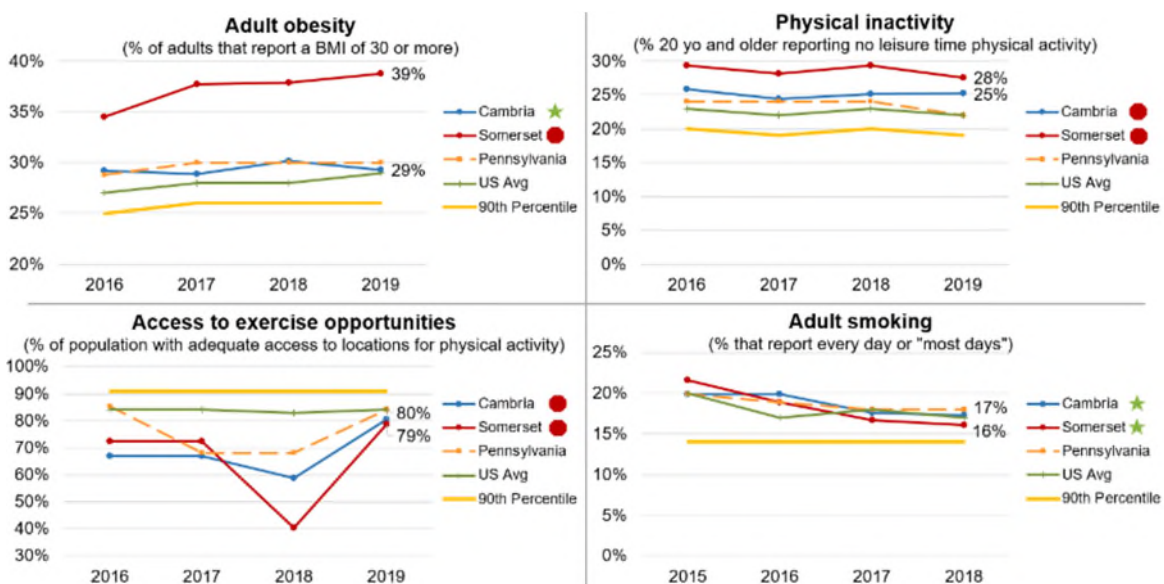 Adult obesity
(% of adults that report a BMI of 30 or more)
40%
35%
30%
25%
20%
39%
29%
2016 2017 2018 2019
Cambria
Somerset
Pennsylvania
US Avg
90th Percentile
Physical inactivity
(% 20 yo and older reporting no leisure time physical activity)
30%
25%
20%
15%
10%
5%
0%
28%
25%
2016 2017 2018 2019
Cambria
Somerset
Pennsylvania
US Avg
90th Percentile
Access to exercise opportunities
(% of population with adequate access to locations for physical activity)
100%
90%
80%
70%
60%
50%
40%
30%
80%
79%
2016 2017 2018 2019
Cambria
Somerset
Pennsylvania
US Avg
90th Percentile
Adult smoking
(% that report every day or "most days")
25%
20%
15%
10%
5%
0%
17%
16%
2015 2016 2017 2018
Cambria
Somerset
Pennsylvania
US Avg
90th Percentile